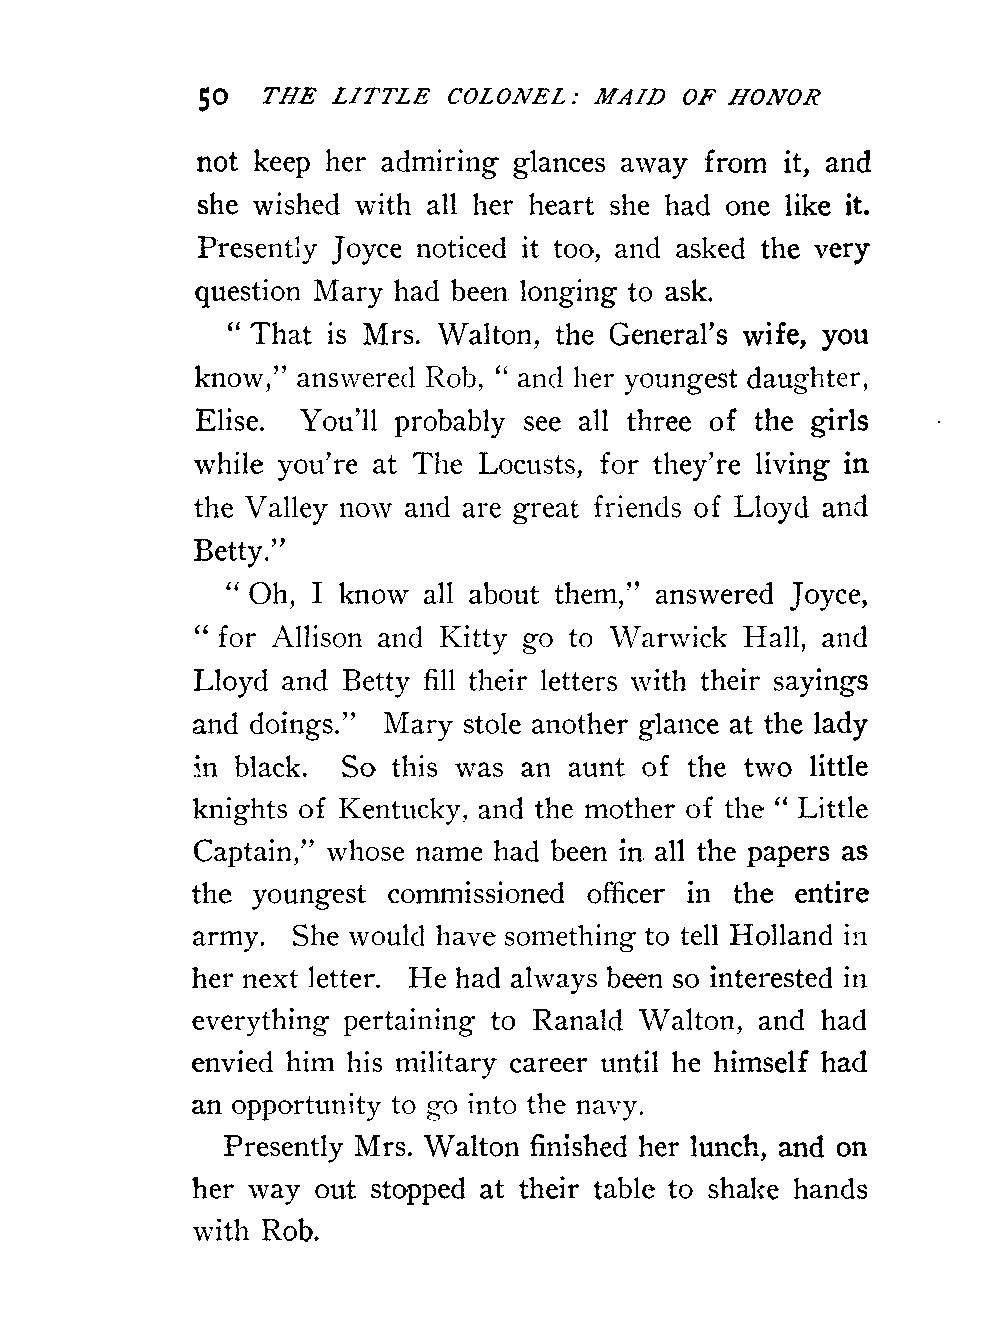 50 THE LITTLE COLONEL: MAID OF HONOR
not keep her admiring glances away from it, and
she wished with all her heart she had one like it.
Presently Joyce noticed it too, and asked the very
question Mary had been longing to ask.
“ That is Mrs. Walton, the General’s wife, you
know,” answered Rob, “ and her youngest daughter,
Elise. You’ll probably see all three of the girls
while you’re at The Locusts, for they’re living in
the Valley now and are great friends of Lloyd and
Betty.”
“ Oh, I know all about them,” answered Joyce,
“ for Allison and Kitty go to Warwick Hall, and
Lloyd and Betty fill their letters with their sayings
and doings.” Mary stole another glance at the lady
in black. So this was an aunt of the two little
knights of Kentucky, and the mother of the “ Little
Captain,” whose name had been in all the papers as
the youngest commissioned officer in the entire
army. She would have something to tell Holland in
her next letter. He had always been so interested in
everything pertaining to Ranald Walton, and had
envied him his military career until he himself had
an opportunity to go into the navy.
Presently Mrs. Walton finished her lunch, and on
her way out stopped at their table to shake hands
with Rob.